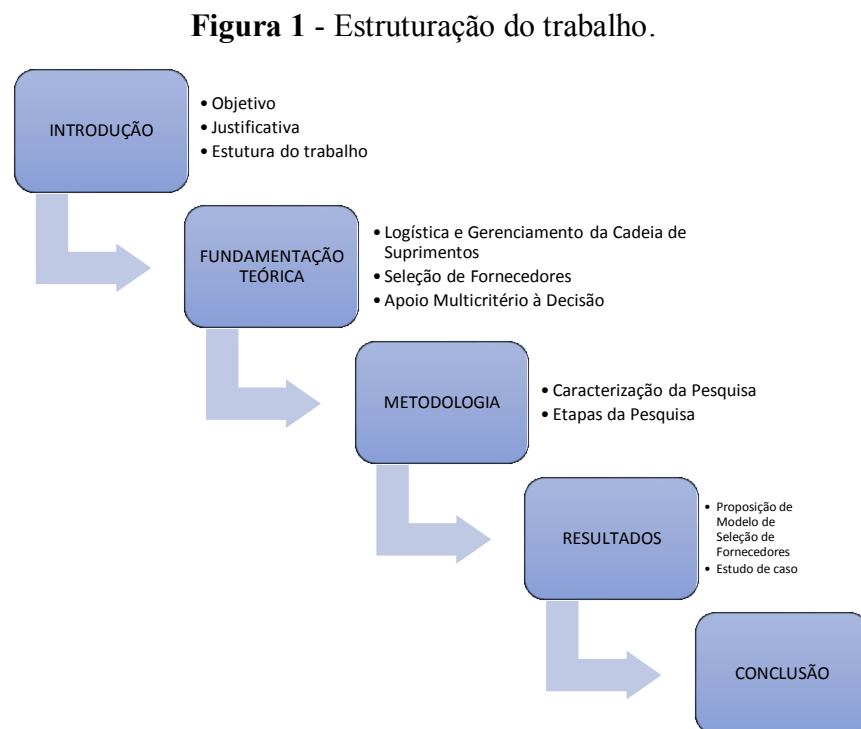 Figura 1 - Estruturação do trabalho.
INTRODUÇÃO
• Objetivo
• Justificativa
• Estutura do trabalho
FUNDAMENTAÇÃO
TEÓRICA
• Logística e Gerenciamento da Cadeia de
Suprimentos
• Seleção de Fornecedores
• Apoio Multicritério à Decisão
METODOLOGIA
• Caracterização da Pesquisa
• Etapas da Pesquisa
RESULTADOS
• Proposição de
Modelo de
Seleção de
Fornecedores
• Estudo de caso
CONCLUSÃO